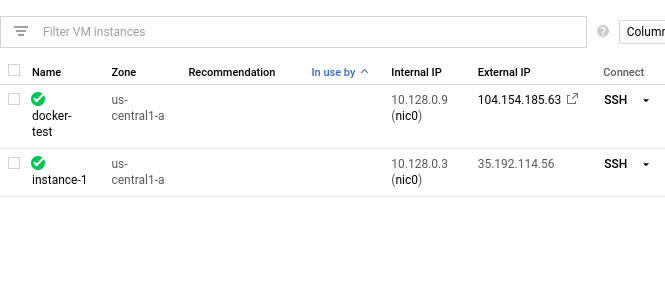 Filter VM instances
Column
Name Zone Recommendation In use by Internal IP External IP Connect
docker-test us-central1-a 10.128.0.9 (nic0) 104.154.185.63 SSH
instance-1 us-central1-a 10.128.0.3 (nic0) 35.192.114.56 SSH